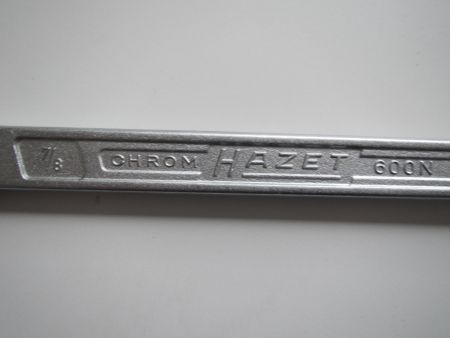 7/8 CHROM HAZET 600N